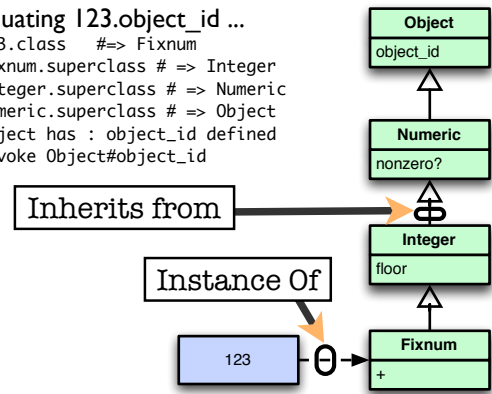 uating 123.object_id ...
3.class #=> Fixnum
xnum.superclass # => Integer
teger.superclass # => Numeric
meric.superclass # => Object
ject has : object_id defined
voke Object#object_id
Object
object_id
Numeric
nonzero?
Inherits from
Integer
floor
Instance Of
123
Fixnum
+